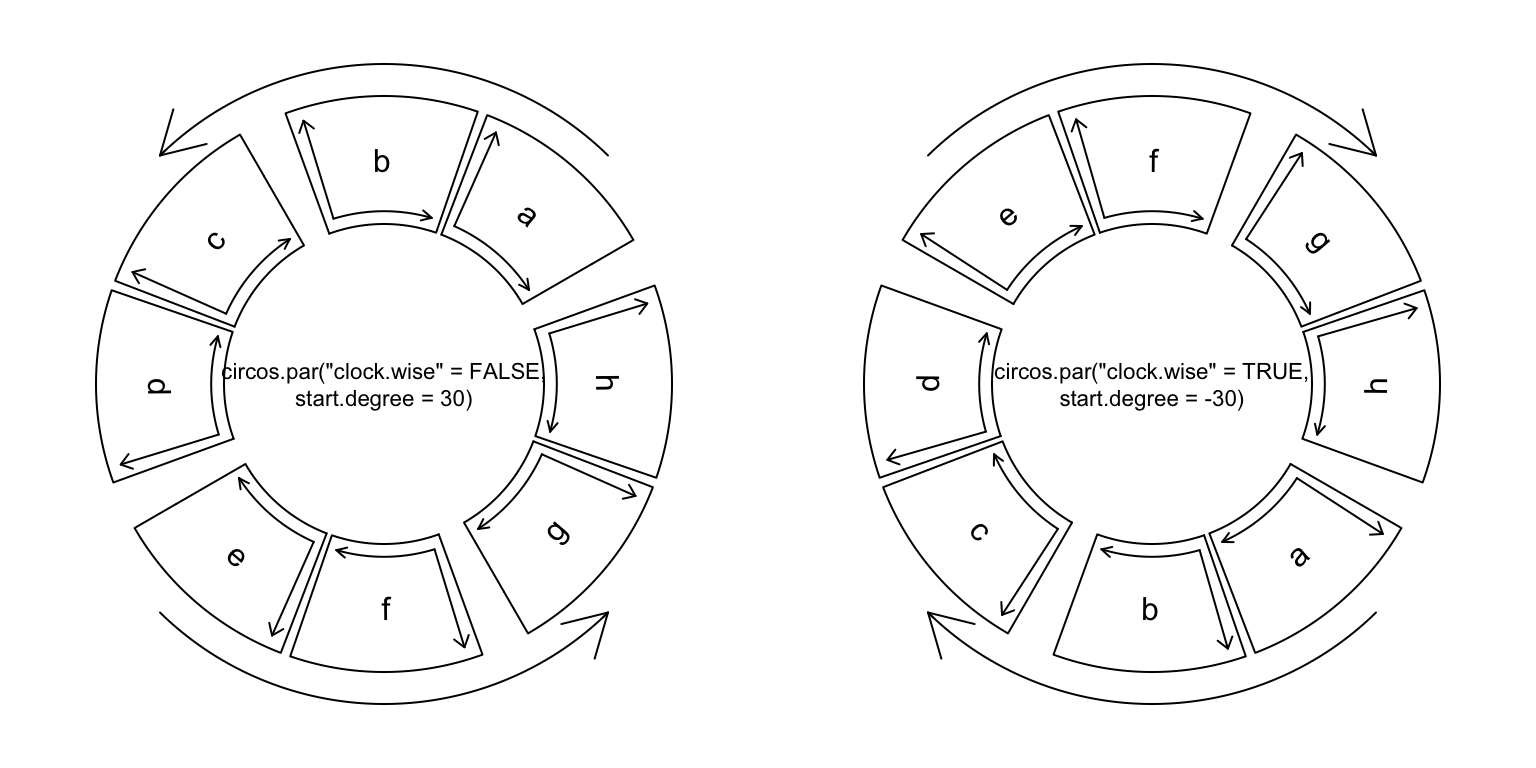 b
a
c
circos.par("clock.wise" = FALSE,
start.degree = 30)
d
h
e
g
f
f
e
g
circos.par("clock.wise" = TRUE,
start.degree = -30)
d
h
c
a
b